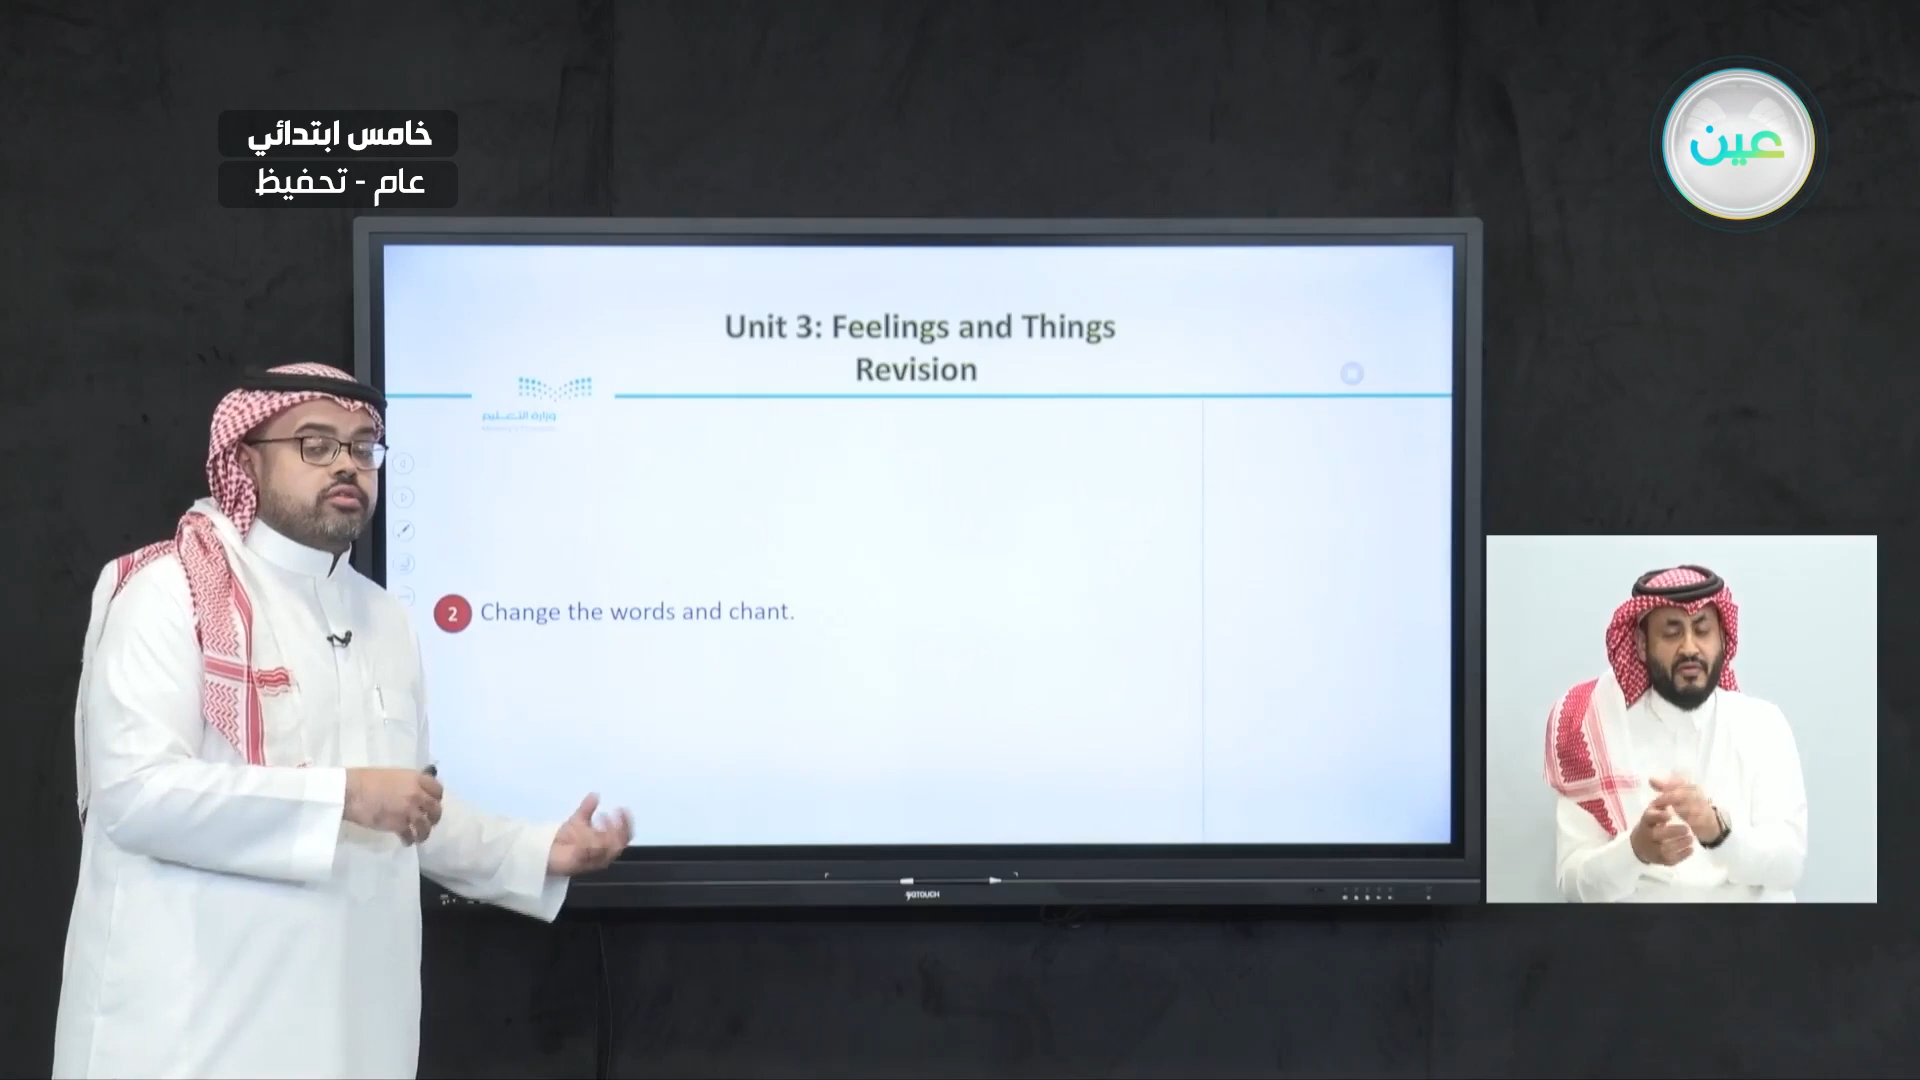 خامس ابتدائي
عام - تحفيظ
عين
Unit 3: Feelings and Things
Revision
وزارة التعليم
2 Change the words and chant.